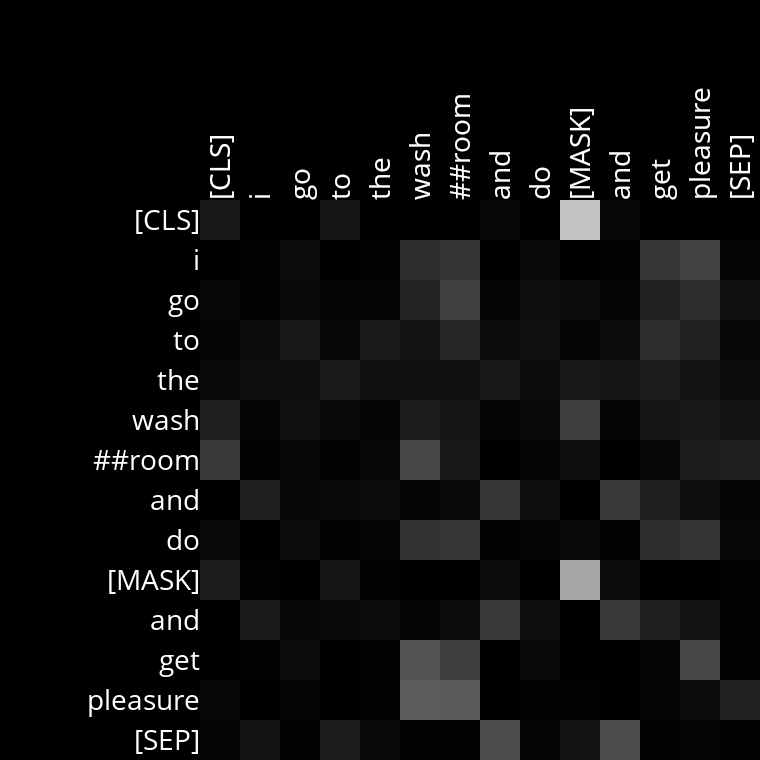 [CLS]
i
go
to
the
wash
##room
and
do
[MASK]
and
get
pleasure
[SEP]
[CLS]
i
go
to
the
wash
##room
and
do
[MASK]
and
get
pleasure
[SEP]